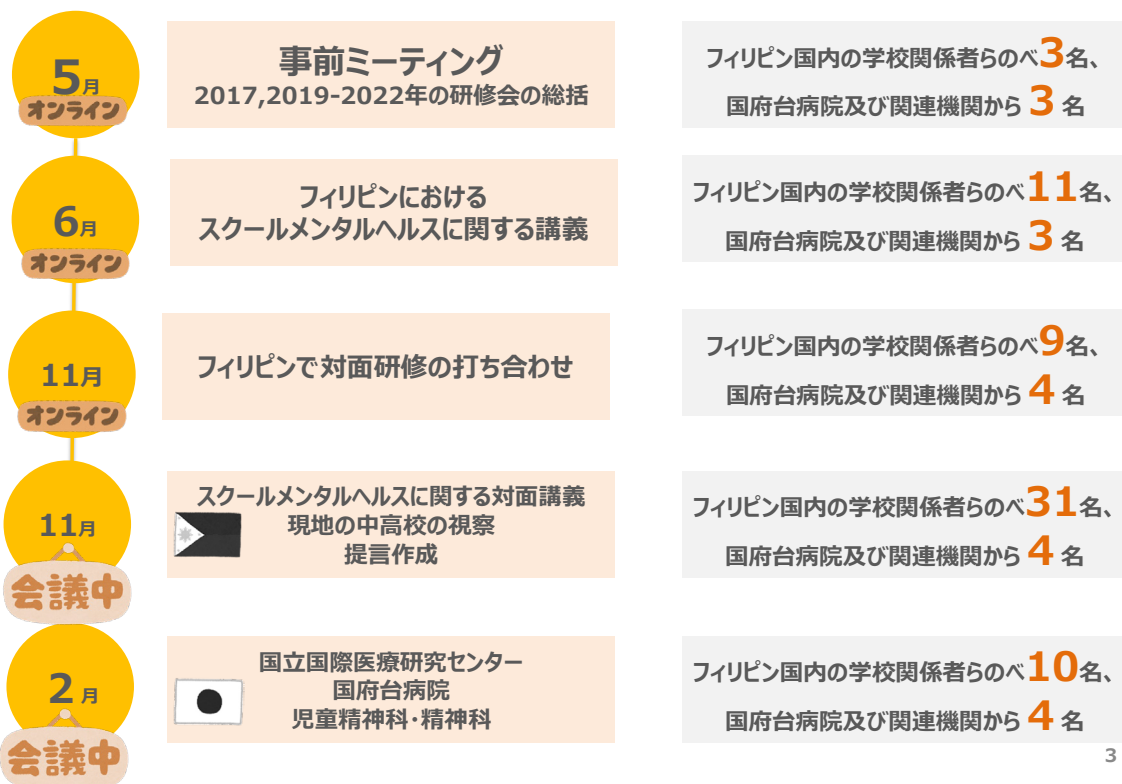 5月
オンライン
事前ミーティング
2017,2019-2022年の研修会の総括
フィリピン国内の学校関係者らのべ3名、
国府台病院及び関連機関から 3 名
6月
オンライン
フィリピンにおける
スクールメンタルヘルスに関する講義
フィリピン国内の学校関係者らのべ11名、
国府台病院及び関連機関から 3 名
11月
オンライン
フィリピンで対面研修の打ち合わせ
フィリピン国内の学校関係者らのべ9名、
国府台病院及び関連機関から 4 名
11月
会議中
スクールメンタルヘルスに関する対面講義
現地の中高校の視察
提言作成
フィリピン国内の学校関係者らのべ31名、
国府台病院及び関連機関から 4 名
2月
会議中
国立国際医療研究センター
国府台病院
児童精神科・精神科
フィリピン国内の学校関係者らのべ10名、
国府台病院及び関連機関から 4 名
3